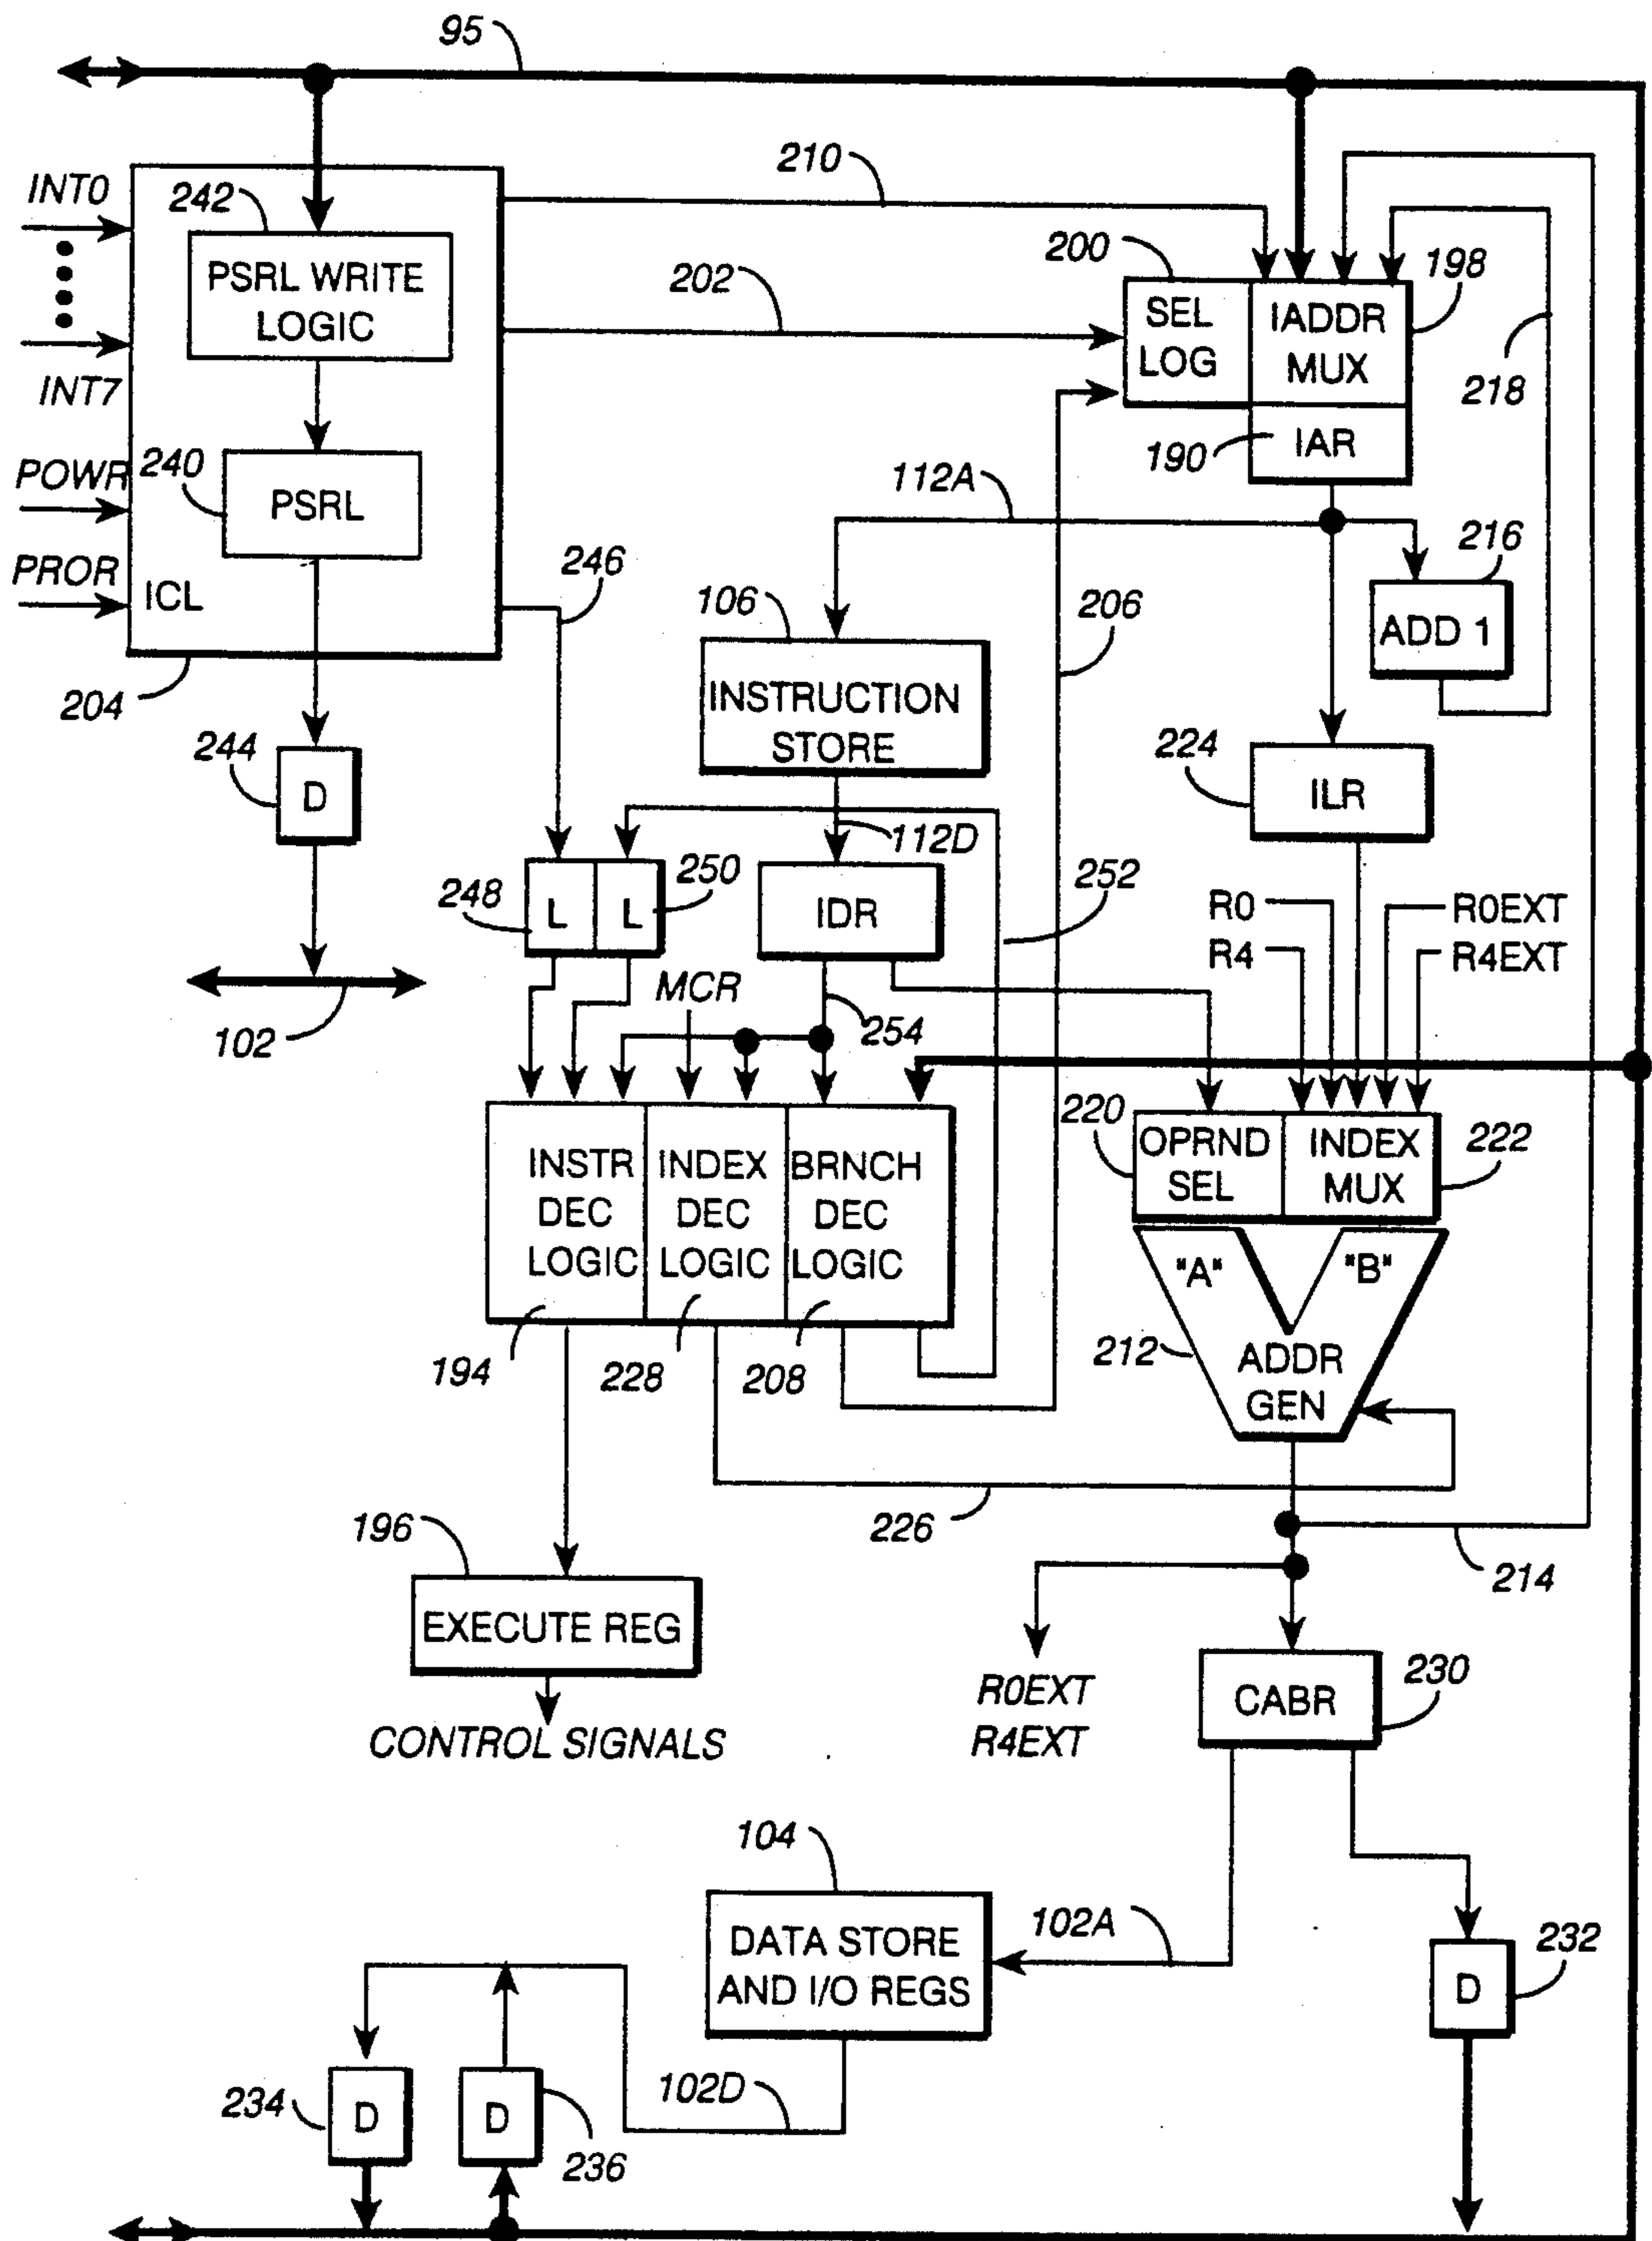 95
INT0
242
210
200
198
PSRL WRITE
LOGIC
202
SEL
LOG
IADDR
MUX
218
INT7
190
IAR
POWR
240
PSRL
112A
216
PROR
ICL
246
106
206
ADD 1
204
INSTRUCTION
STORE
244
D
224
ILR
112D
248
L
L
250
IDR
252
R0
R0EXT
R4
R4EXT
MCR
254
102
220
OPRND
SEL
INDEX
MUX
222
INSTR
DEC
LOGIC
INDEX
DEC
LOGIC
BRNCH
DEC
LOGIC
"A"
"B"
212
ADDR
GEN
194
228
208
226
196
214
EXECUTE REG
CONTROL SIGNALS
R0EXT
R4EXT
CABR
230
104
DATA STORE
AND I/O REGS
102A
D
232
234
D
D
236
102D